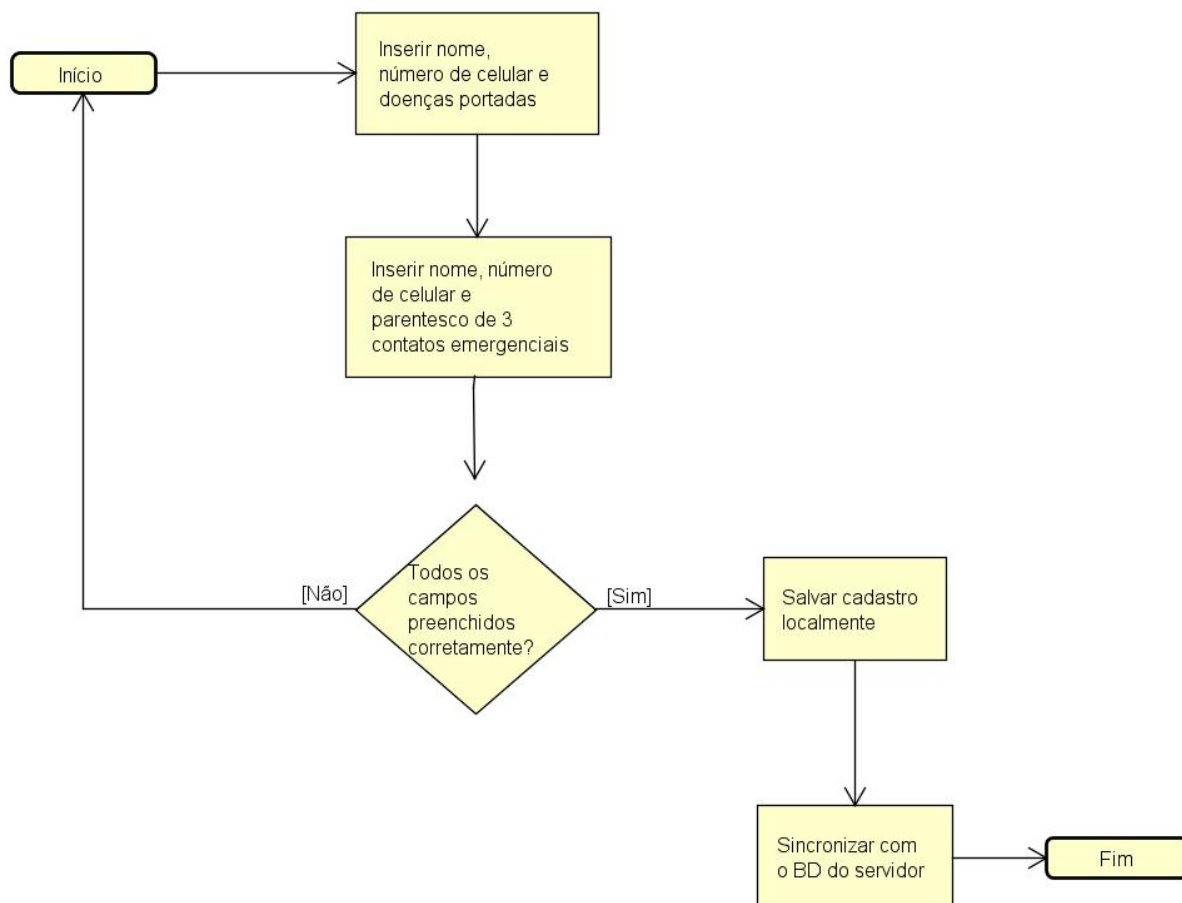 Início
Inserir nome,
número de celular e
doenças portadas
Inserir nome, número
de celular e
parentesco de 3
contatos emergenciais
Todos os
campos
preenchidos
corretamente?
[Não]
[Sim]
Salvar cadastro
localmente
Sincronizar com
o BD do servidor
Fim